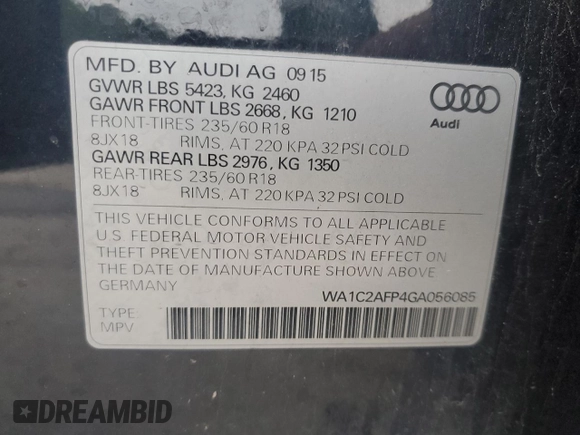 MFD. BY AUDI AG 09 15
GVWR LBS 5423, KG 2460
GAWR FRONT LBS 2668, KG 1210
FRONT-TIRES 235/60 R18
8JX18 RIMS, AT 220 KPA 32 PSI COLD
GAWR REAR LBS 2976, KG 1350
REAR-TIRES 235/60 R18
8JX18 RIMS, AT 220 KPA 32 PSI COLD
Audi
THIS VEHICLE CONFORMS TO ALL APPLICABLE
U.S. FEDERAL MOTOR VEHICLE SAFETY AND
THEFT PREVENTION STANDARDS IN EFFECT ON
THE DATE OF MANUFACTURE SHOWN ABOVE
GERMANY
WA1C2AFP4GA056085
TYPE:
MPV
DREAMBID